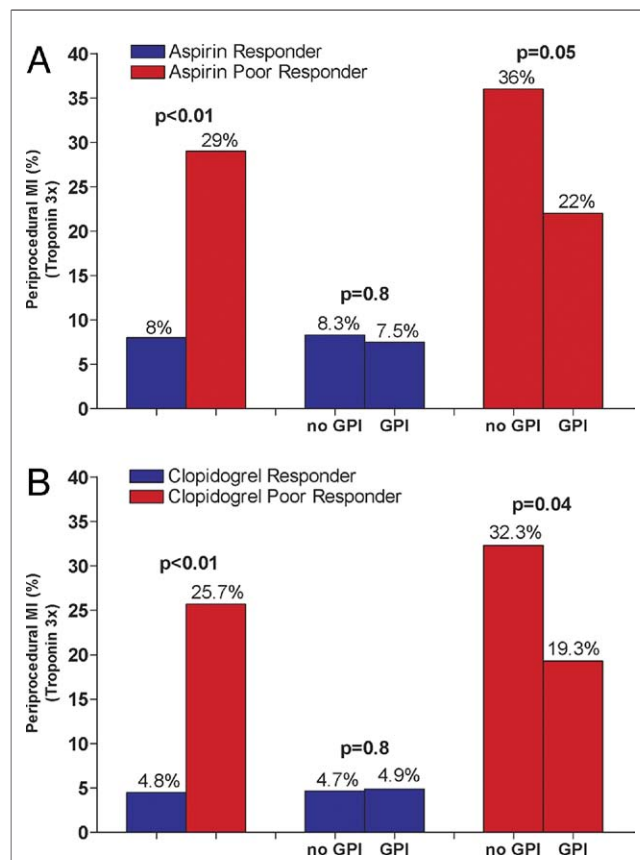 A
Aspirin Responder
Aspirin Poor Responder
Periprocedural MI (%)
(Troponin 3x)
40
35
30
25
20
15
10
5
0
p<0.01
8%
29%
p=0.8
8.3%
7.5%
p=0.05
36%
22%
no GPI
GPI
no GPI
GPI
B
Clopidogrel Responder
Clopidogrel Poor Responder
Periprocedural MI (%)
(Troponin 3x)
40
35
30
25
20
15
10
5
0
p<0.01
4.8%
25.7%
p=0.8
4.7%
4.9%
p=0.04
32.3%
19.3%
no GPI
GPI
no GPI
GPI